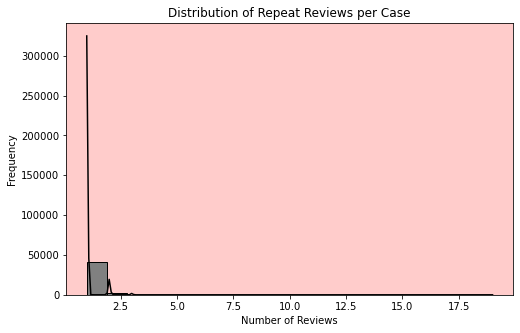 Distribution of Repeat Reviews per Case
300000
250000
200000
150000
100000
50000
0
Frequency
2.5 5.0 7.5 10.0 12.5 15.0 17.5
Number of Reviews